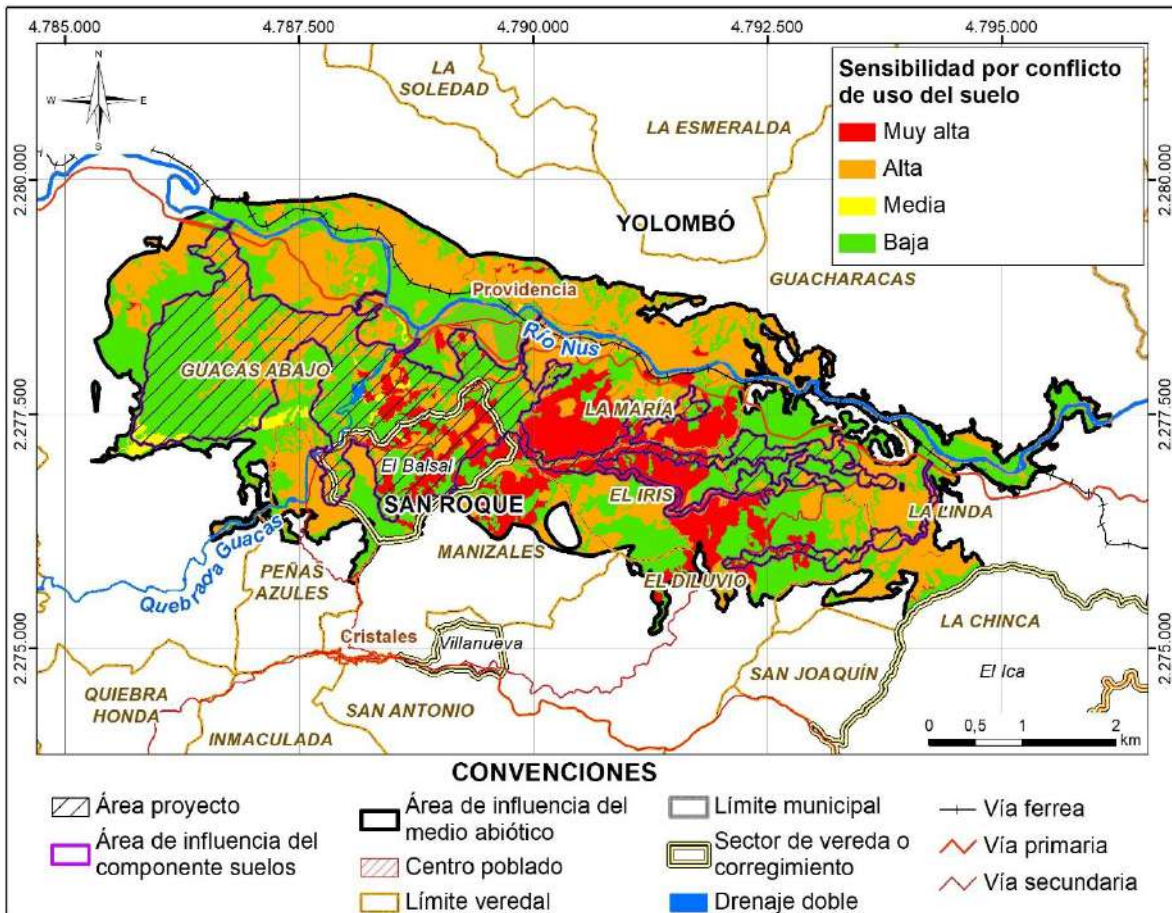 4.785.000 4.787.500 4.790.000 4.792.500 4.795.000
N
W E
S
2.280.000
2.277.500
2.275.000
2.280.000
2.277.500
2.275.000
Sensibilidad por conflicto
de uso del suelo
Muy alta
Alta
Media
Baja
LA
SOLEDAD
LA ESMERALDA
YOLOMBÓ
GUACHARACAS
Providencia
Río Nus
GUACAS ABAJO
LA MARÍA
El Balsal
SAN ROQUE
EL IRIS
LA LINDA
MANIZALES
Quebrada Guacas
PEÑAS
AZULES
EL DILUVIO
LA CHINCA
Cristales
Villanueva
SAN JOAQUÍN
El Ica
QUIEBRA
HONDA
SAN ANTONIO
INMACULADA
0 0,5 1 2
km
CONVENCIONES
Área proyecto
Área de influencia del
componente suelos
Área de influencia del
medio abiótico
Centro poblado
Límite veredal
Límite municipal
Sector de vereda o
corregimiento
Drenaje doble
Vía ferrea
Vía primaria
Vía secundaria